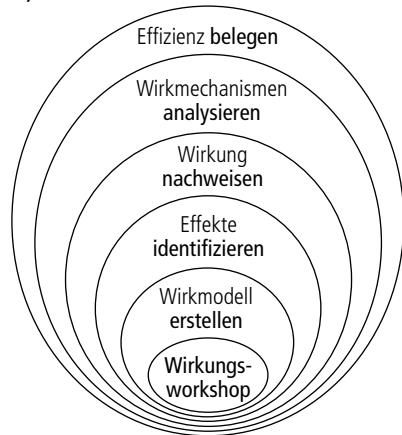 Effizienz belegen
Wirkmechanismen
analysieren
Wirkung
nachweisen
Effekte
identifizieren
Wirkmodell
erstellen
Wirkungs-
workshop